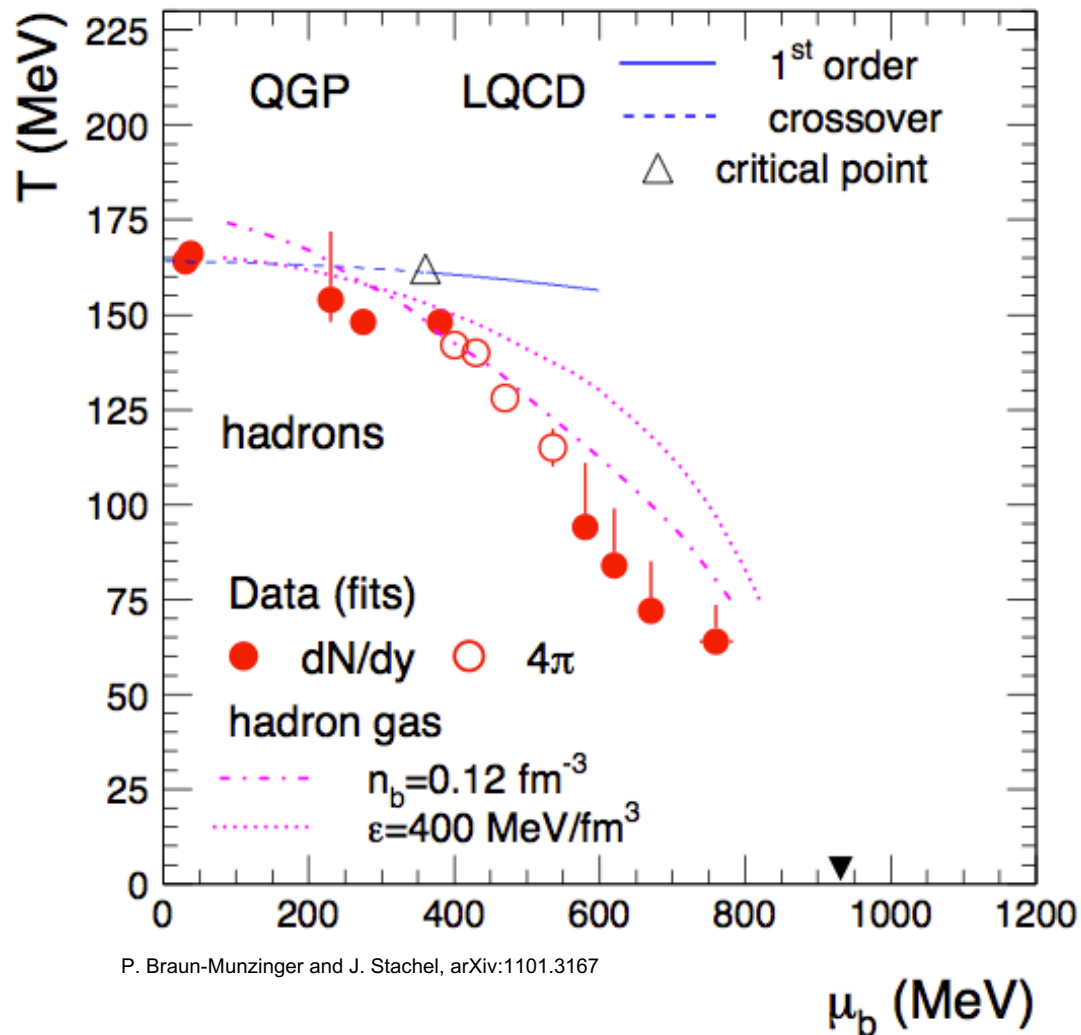 T (MeV)
225
200
175
150
125
100
75
50
25
0
QGP
LQCD
1st order
crossover
critical point
hadrons
Data (fits)
dN/dy
4π
hadron gas
n_b=0.12 fm^-3
ε=400 MeV/fm^3
0
200
400
600
800
1000
1200
P. Braun-Munzinger and J. Stachel, arXiv:1101.3167
μ_b (MeV)